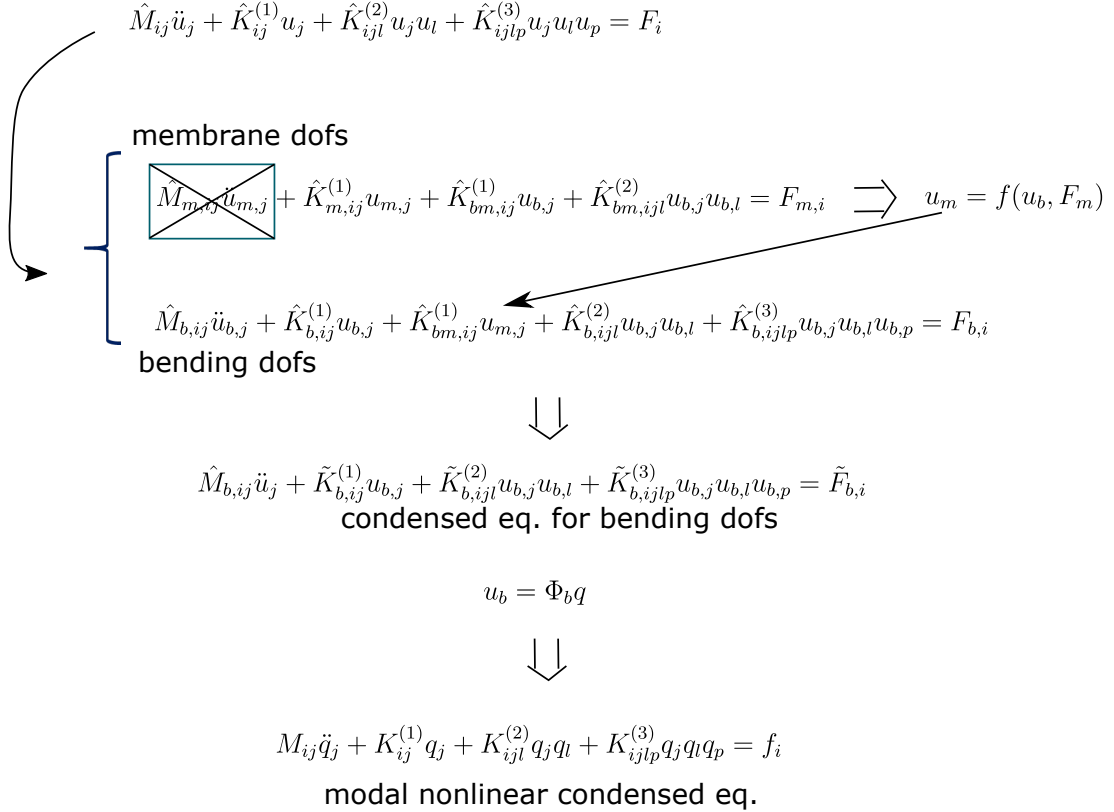 $\hat{M}_{ij}\ddot{u}_j + \hat{K}^{(1)}_{ij}u_j + \hat{K}^{(2)}_{ijl}u_ju_l + \hat{K}^{(3)}_{ijlp}u_ju_lu_p = F_i$
membrane dofs
$\hat{M}_{m,ij}\ddot{u}_{m,j} + \hat{K}^{(1)}_{m,ij}u_{m,j} + \hat{K}^{(1)}_{bm,ij}u_{b,j} + \hat{K}^{(2)}_{bm,ijl}u_{b,j}u_{b,l} = F_{m,i}$ ⇒ $u_m = f(u_b, F_m)$
$\hat{M}_{b,ij}\ddot{u}_{b,j} + \hat{K}^{(1)}_{b,ij}u_{b,j} + \hat{K}^{(1)}_{bm,ij}u_{m,j} + \hat{K}^{(2)}_{b,ijl}u_{b,j}u_{b,l} + \hat{K}^{(3)}_{b,ijlp}u_{b,j}u_{b,l}u_{b,p} = F_{b,i}$
bending dofs
$\hat{M}_{b,ij}\ddot{u}_j + \tilde{K}^{(1)}_{b,ij}u_{b,j} + \tilde{K}^{(2)}_{b,ijl}u_{b,j}u_{b,l} + \tilde{K}^{(3)}_{b,ijlp}u_{b,j}u_{b,l}u_{b,p} = \tilde{F}_{b,i}$
condensed eq. for bending dofs
$u_b = \Phi_b q$
$M_{ij}\ddot{q}_j + K^{(1)}_{ij}q_j + K^{(2)}_{ijl}q_jq_l + K^{(3)}_{ijlp}q_jq_lq_p = f_i$
modal nonlinear condensed eq.